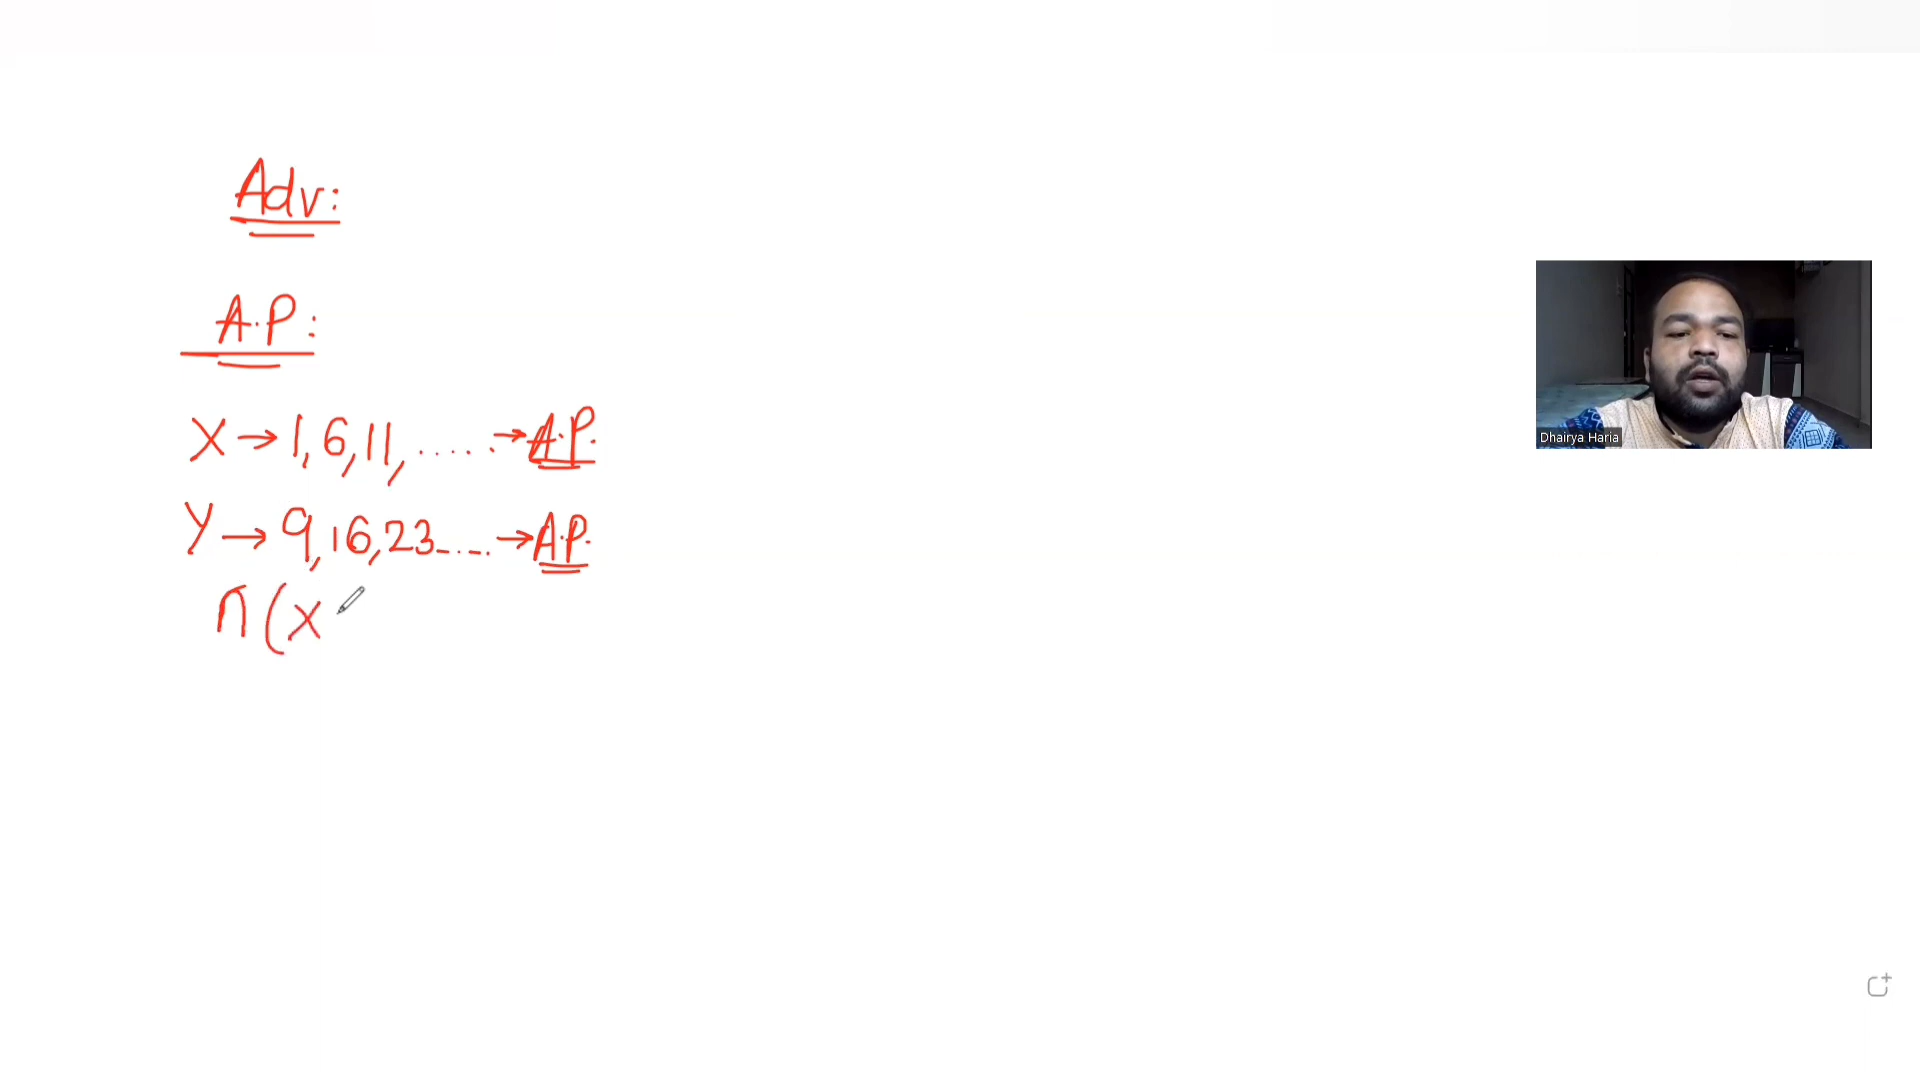 Adv:
A.P:
X → 1, 6, 11, ..... → A.P.
Y → 9, 16, 23..... → A.P.
n(X
Dhairya Haria